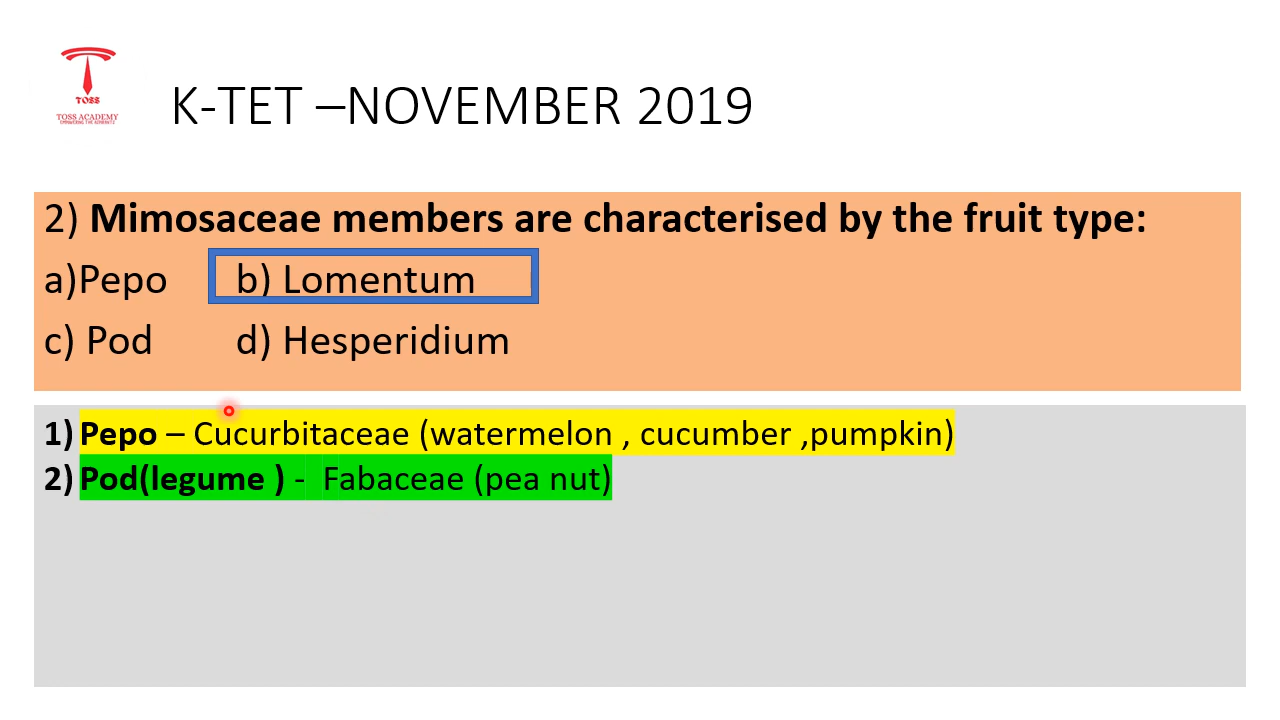 TOSS
TOSS ACADEMY
K-TET –NOVEMBER 2019
2) Mimosaceae members are characterised by the fruit type:
a)Pepo b) Lomentum
c) Pod d) Hesperidium
1) Pepo – Cucurbitaceae (watermelon , cucumber ,pumpkin)
2) Pod(legume ) - Fabaceae (pea nut)